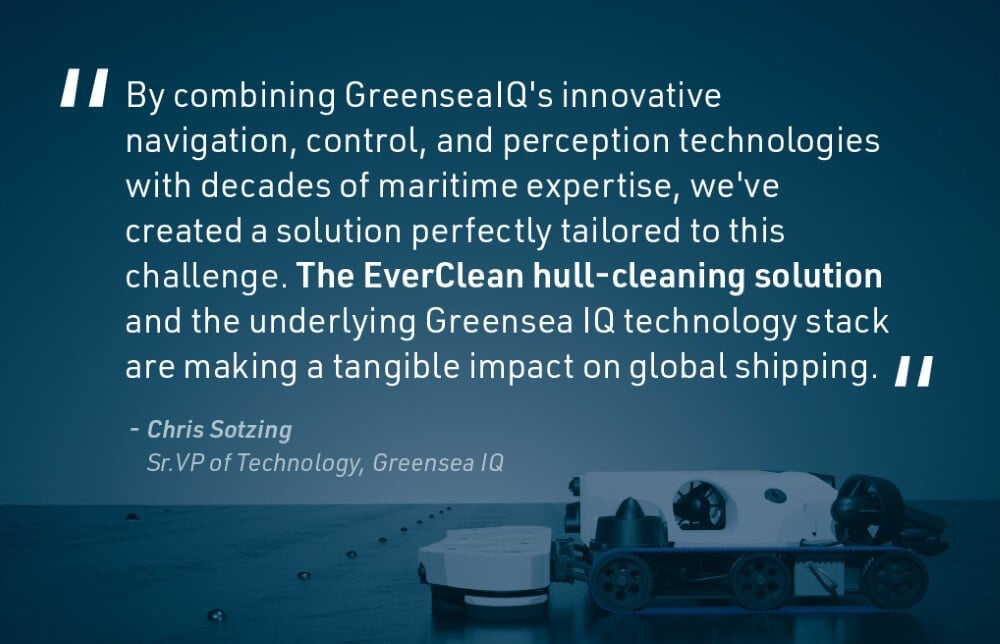 " By combining GreenseaIQ's innovative
navigation, control, and perception technologies
with decades of maritime expertise, we've
created a solution perfectly tailored to this
challenge. The EverClean hull-cleaning solution
and the underlying Greensea IQ technology stack
are making a tangible impact on global shipping. "
- Chris Sotzing
Sr.VP of Technology, Greensea IQ